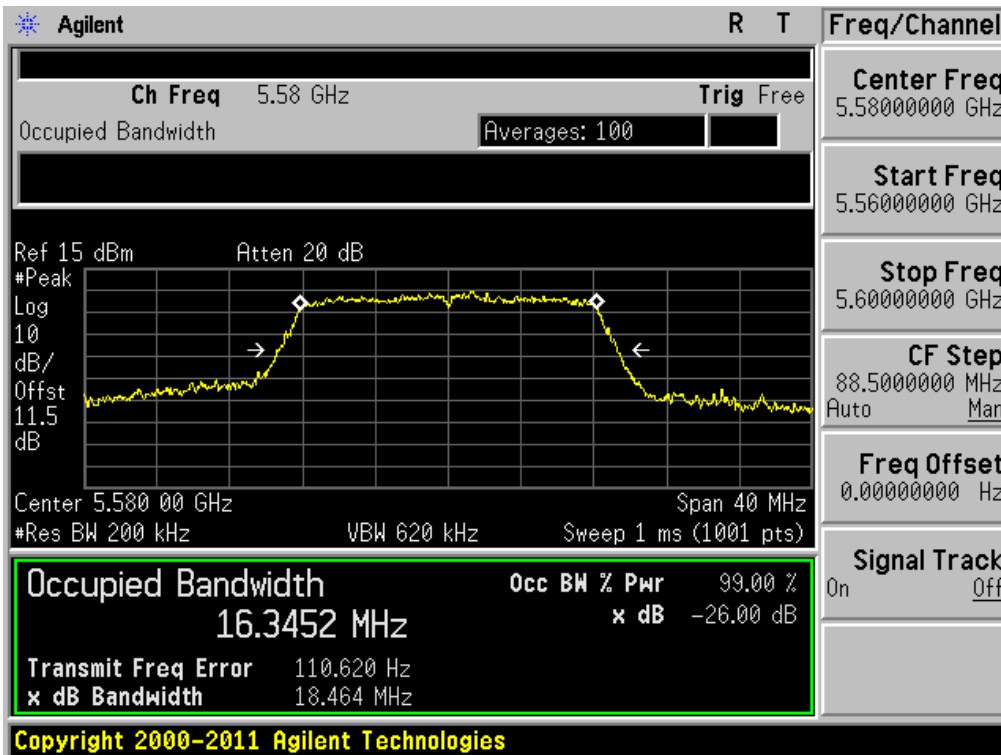 Agilent R T
Freq/Channel
Ch Freq 5.58 GHz Trig Free
Occupied Bandwidth Averages: 100
Ref 15 dBm Atten 20 dB
#Peak
Log
10
dB/
Offst
11.5
dB
Center 5.580 00 GHz Span 40 MHz
#Res BW 200 kHz VBW 620 kHz Sweep 1 ms (1001 pts)
Occupied Bandwidth Occ BW % Pwr 99.00 %
16.3452 MHz x dB -26.00 dB
Transmit Freq Error 110.620 Hz
x dB Bandwidth 18.464 MHz
Copyright 2000-2011 Agilent Technologies
Center Freq
5.58000000 GHz
Start Freq
5.56000000 GHz
Stop Freq
5.60000000 GHz
CF Step
88.5000000 MHz
Auto Man
Freq Offset
0.00000000 Hz
Signal Track
On Off